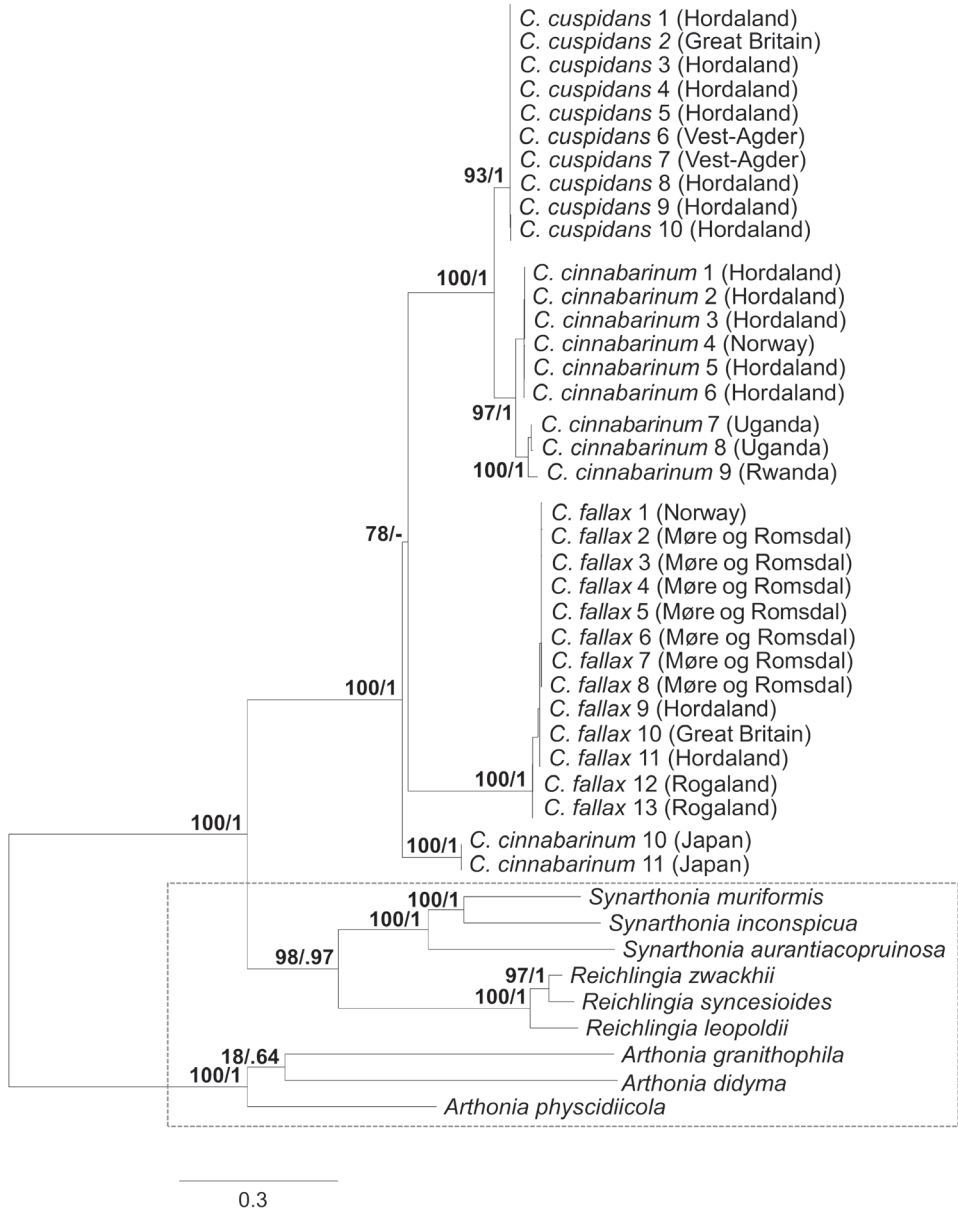 C. cuspidans 1 (Hordaland)
C. cuspidans 2 (Great Britain)
C. cuspidans 3 (Hordaland)
C. cuspidans 4 (Hordaland)
C. cuspidans 5 (Hordaland)
C. cuspidans 6 (Vest-Agder)
C. cuspidans 7 (Vest-Agder)
93/1
C. cuspidans 8 (Hordaland)
C. cuspidans 9 (Hordaland)
C. cuspidans 10 (Hordaland)
100/1
C. cinnabarinum 1 (Hordaland)
C. cinnabarinum 2 (Hordaland)
C. cinnabarinum 3 (Hordaland)
C. cinnabarinum 4 (Norway)
C. cinnabarinum 5 (Hordaland)
C. cinnabarinum 6 (Hordaland)
97/1
C. cinnabarinum 7 (Uganda)
C. cinnabarinum 8 (Uganda)
100/1
C. cinnabarinum 9 (Rwanda)
C. fallax 1 (Norway)
78/-
C. fallax 2 (Møre og Romsdal)
C. fallax 3 (Møre og Romsdal)
C. fallax 4 (Møre og Romsdal)
C. fallax 5 (Møre og Romsdal)
C. fallax 6 (Møre og Romsdal)
C. fallax 7 (Møre og Romsdal)
100/1
C. fallax 8 (Møre og Romsdal)
C. fallax 9 (Hordaland)
C. fallax 10 (Great Britain)
C. fallax 11 (Hordaland)
100/1
C. fallax 12 (Rogaland)
C. fallax 13 (Rogaland)
100/1
C. cinnabarinum 10 (Japan)
100/1
C. cinnabarinum 11 (Japan)
Synarthonia muriformis
100/1
100/1
Synarthonia inconspicua
Synarthonia aurantiacopruinosa
98/.97
97/1
Reichlingia zwackhii
100/1
Reichlingia syncesioides
Reichlingia leopoldii
18/.64
Arthonia granithophila
100/1
Arthonia didyma
Arthonia physcidiicola
0.3